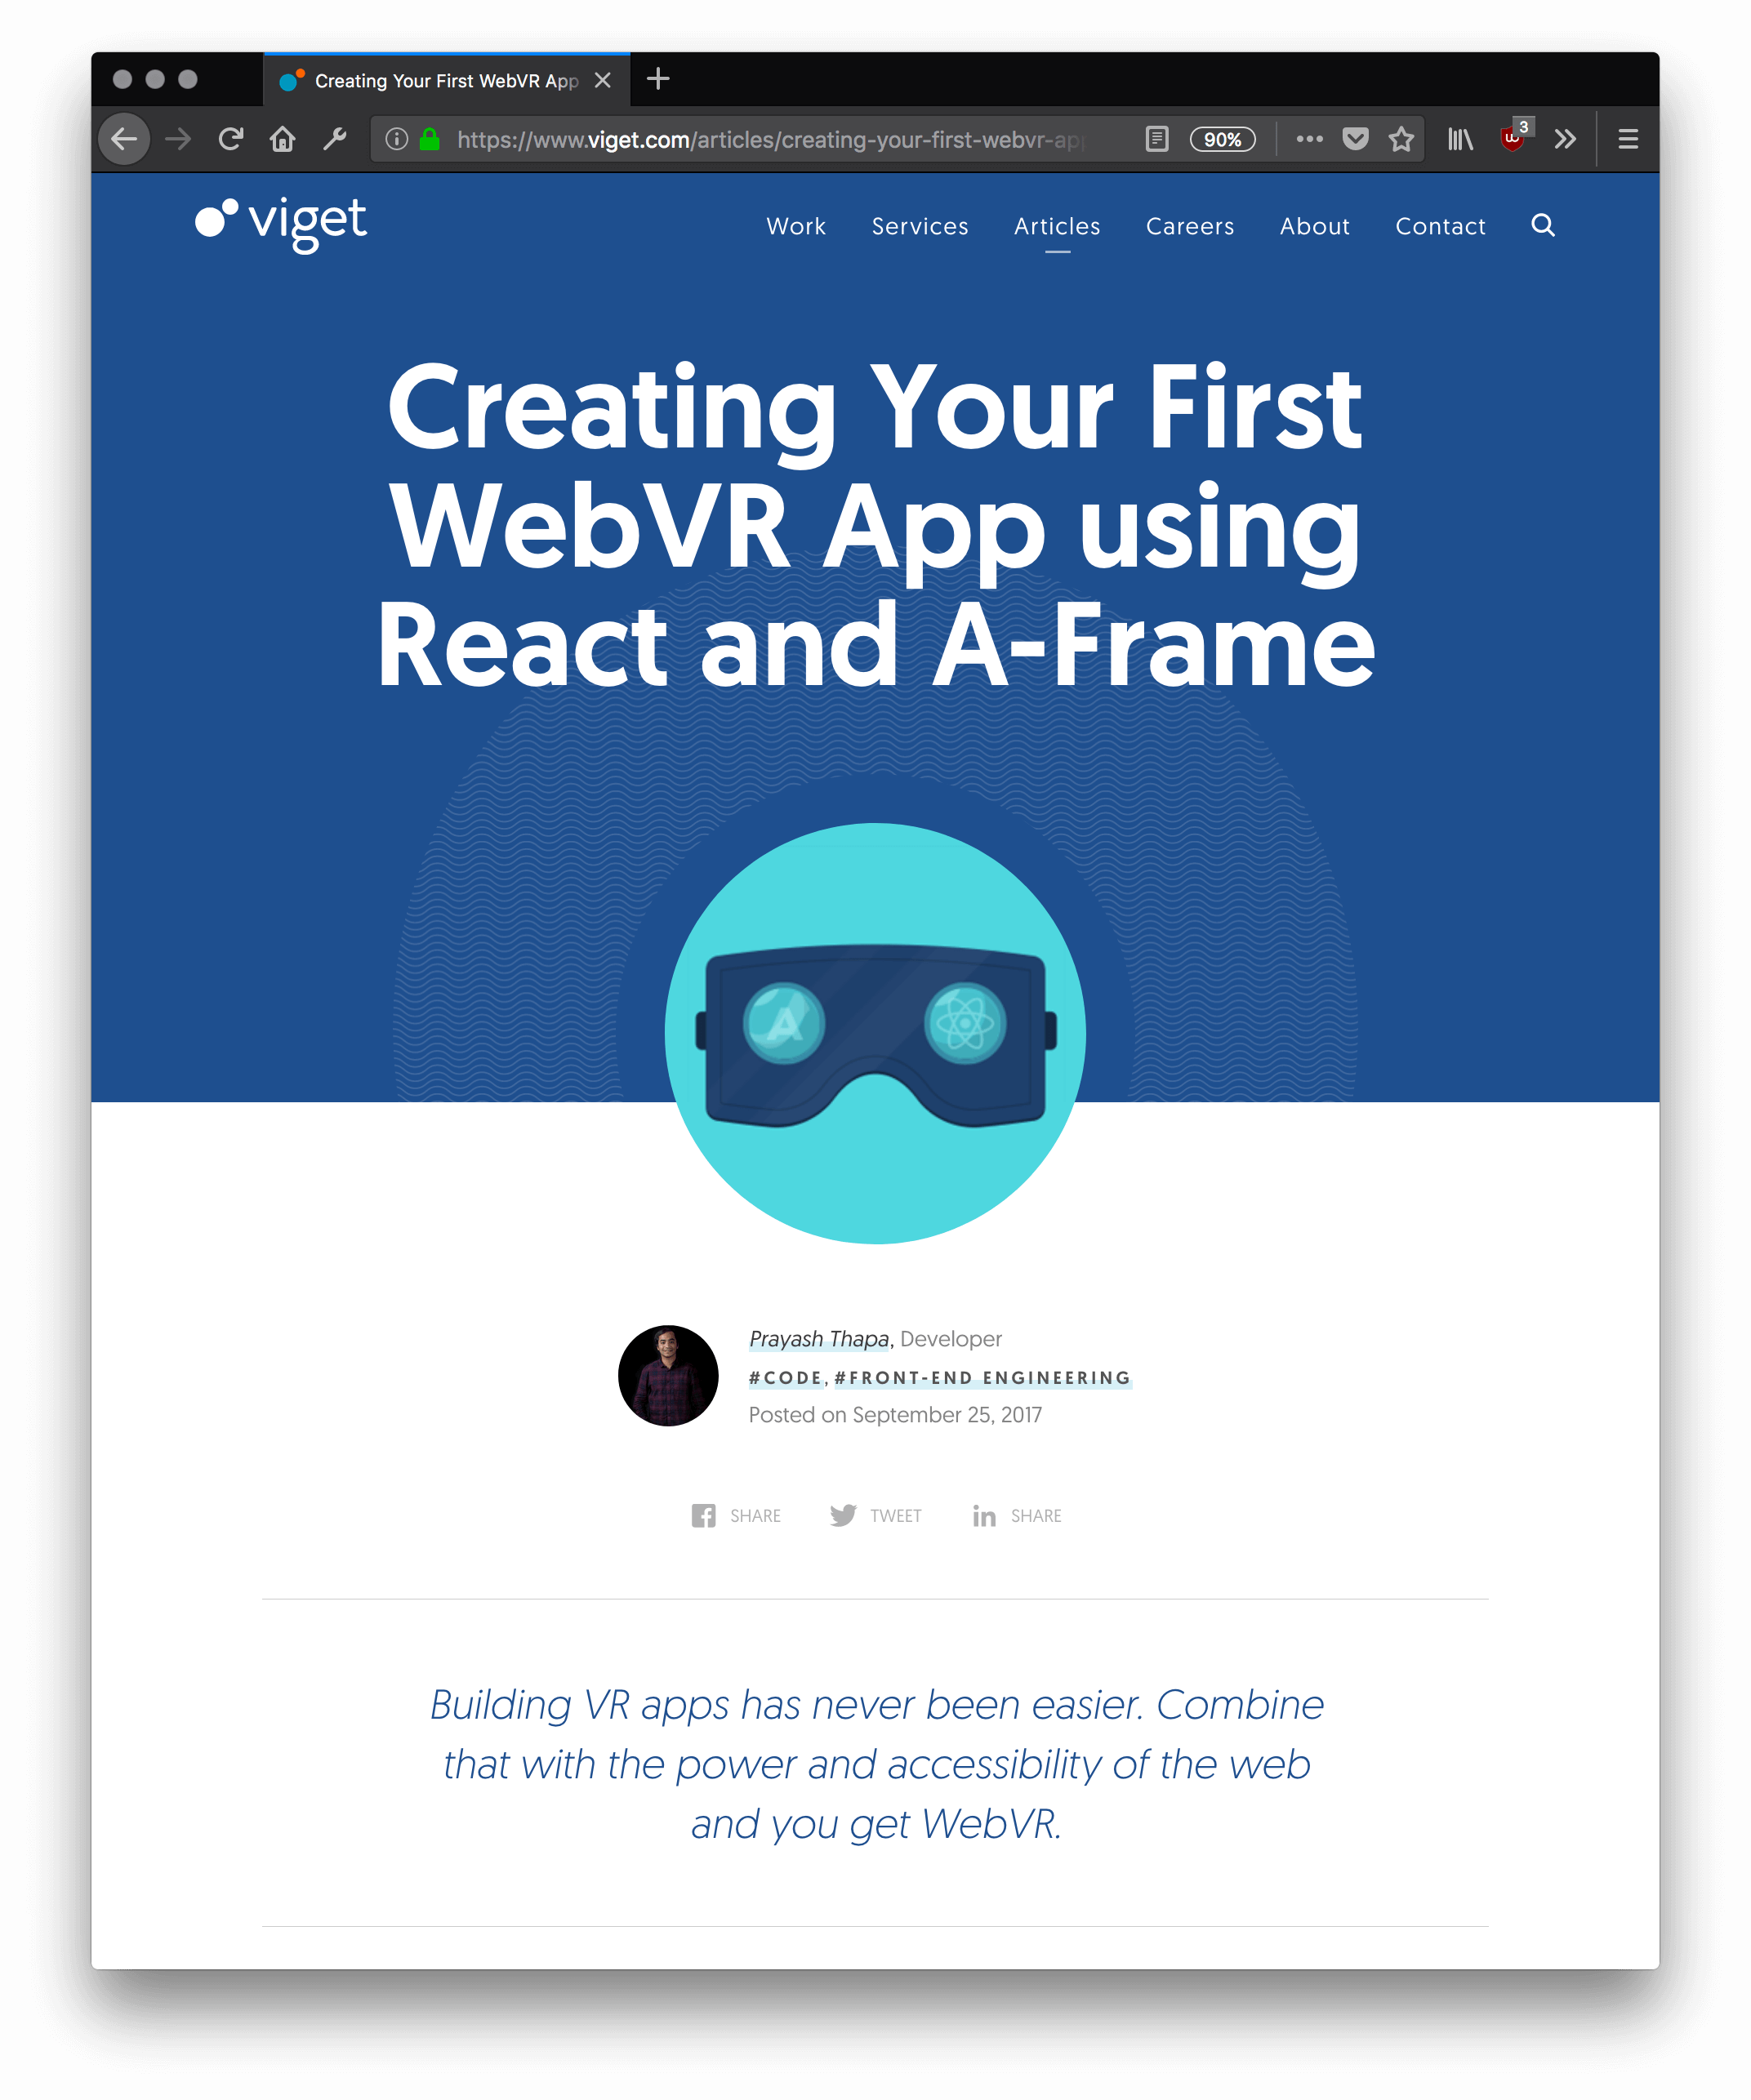 Creating Your First WebVR App
https://www.viget.com/articles/creating-your-first-webvr-app
90%
3
viget
Work Services Articles Careers About Contact
Creating Your First
WebVR App using
React and A-Frame
A
Prayash Thapa, Developer
#CODE, #FRONT-END ENGINEERING
Posted on September 25, 2017
SHARE TWEET SHARE
Building VR apps has never been easier. Combine
that with the power and accessibility of the web
and you get WebVR.